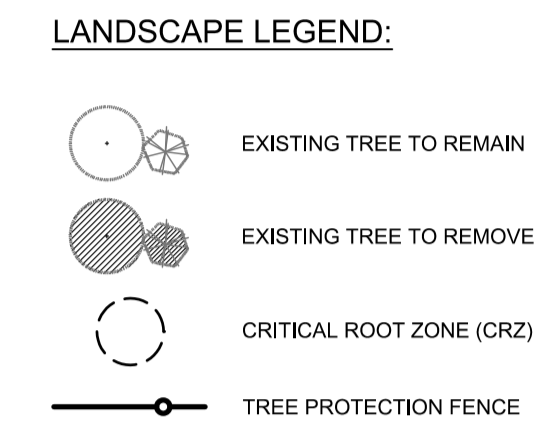 LANDSCAPE LEGEND:
EXISTING TREE TO REMAIN
EXISTING TREE TO REMOVE
CRITICAL ROOT ZONE (CRZ)
TREE PROTECTION FENCE